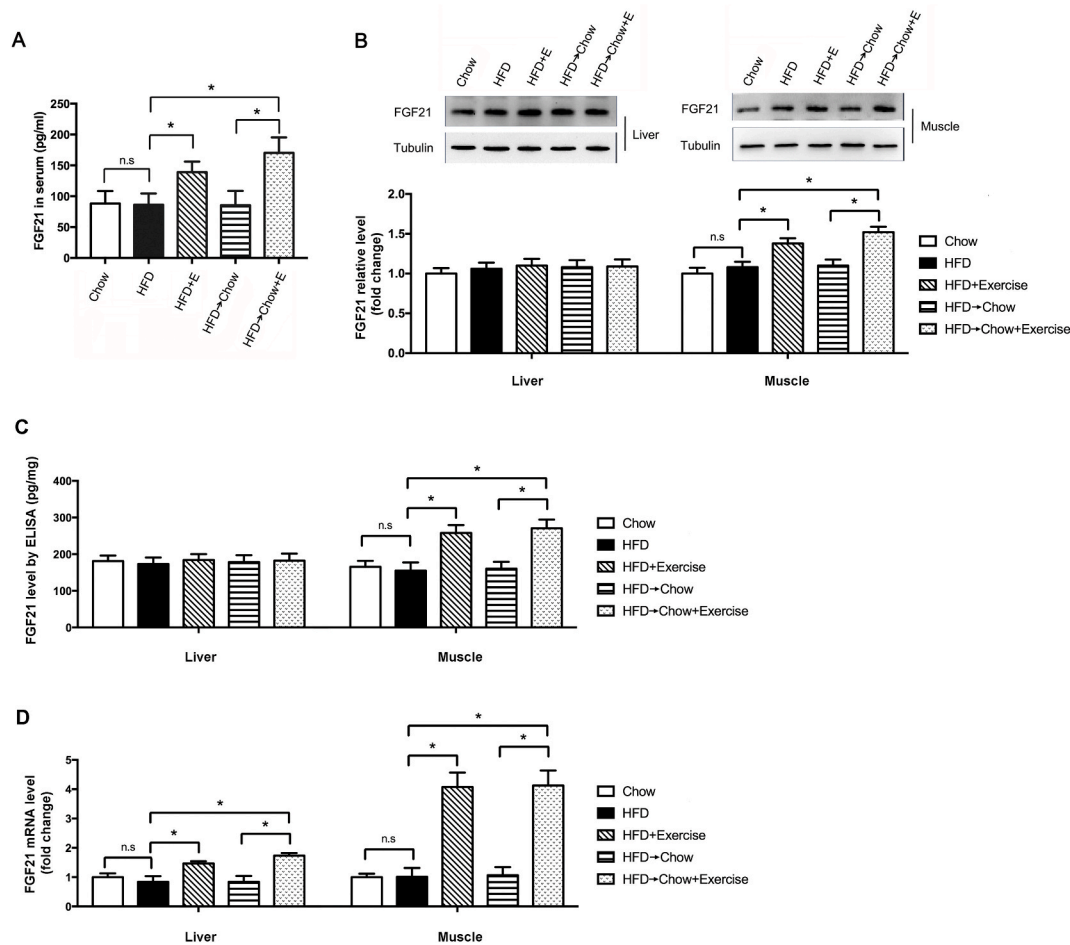 A
FGF21 in serum (pg/ml)
250
200
150
100
50
0
n.s
*
*
*
Chow
HFD
HFD+E
HFD→Chow
HFD→Chow+E
B
Chow
HFD
HFD+E
HFD→Chow
HFD→Chow+E
FGF21
Tubulin
Liver
Chow
HFD
HFD+E
HFD→Chow
HFD→Chow+E
FGF21
Tubulin
Muscle
FGF21 relative level
(fold change)
2.0
1.5
1.0
0.5
0.0
n.s
*
*
*
Liver
Muscle
Chow
HFD
HFD+Exercise
HFD→Chow
HFD→Chow+Exercise
C
FGF21 level by ELISA (pg/mg)
400
300
200
100
0
n.s
*
*
*
Liver
Muscle
Chow
HFD
HFD+Exercise
HFD→Chow
HFD→Chow+Exercise
D
FGF21 mRNA level
(fold change)
5
4
2
1
0
n.s
*
*
*
n.s
*
*
*
Liver
Muscle
Chow
HFD
HFD+Exercise
HFD→Chow
HFD→Chow+Exercise